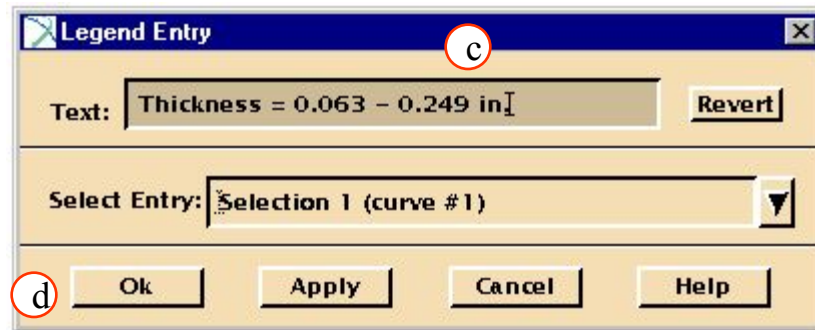 Legend Entry
c
Text: Thickness = 0.063 - 0.249 in. Revert
Select Entry: Selection 1 (curve #1)
d Ok Apply Cancel Help